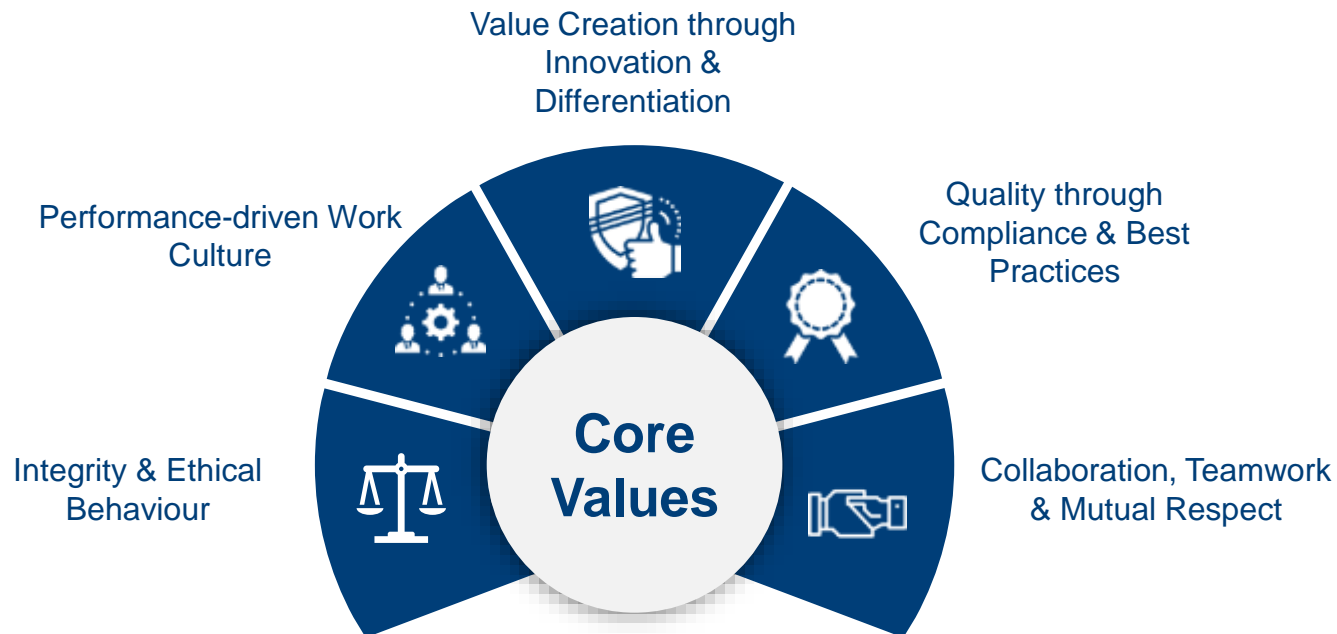 Value Creation through
Innovation &
Differentiation
Performance-driven Work
Culture
Quality through
Compliance & Best
Practices
Integrity & Ethical
Behaviour
Core
Values
Collaboration, Teamwork
& Mutual Respect